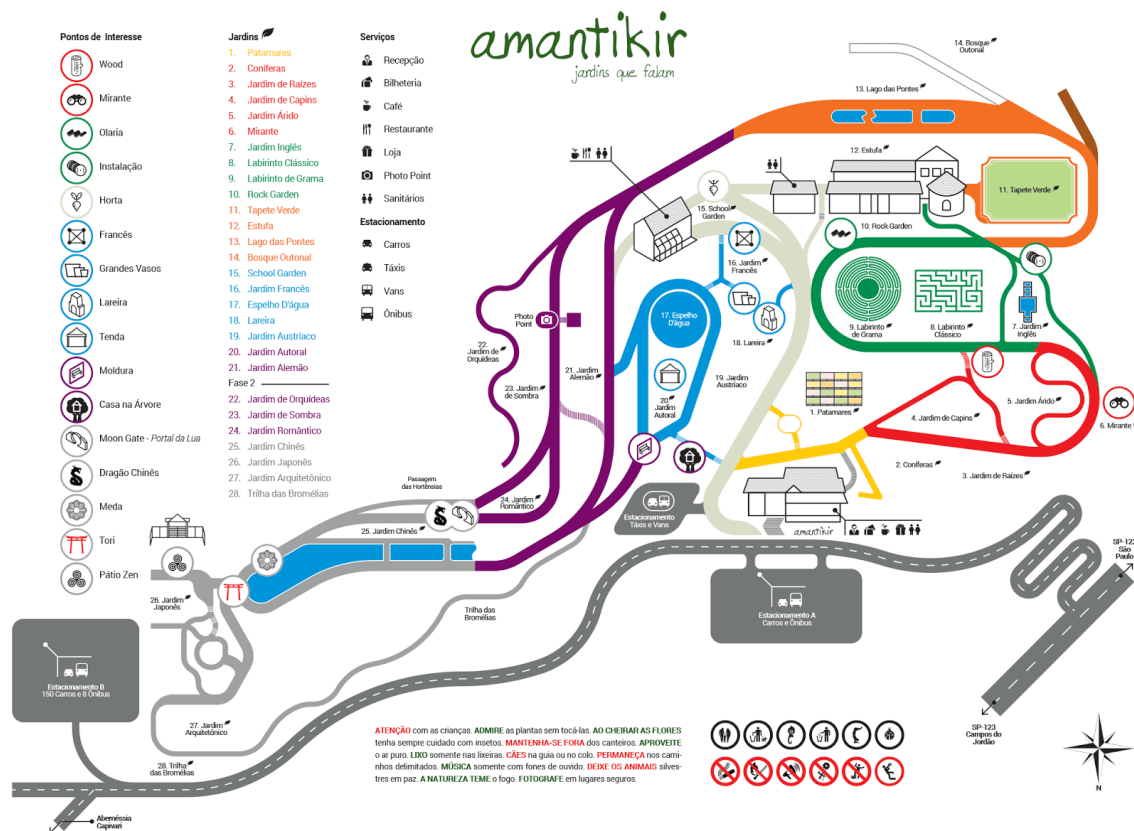 amantikir
jardins que falam
Pontos de Interesse
Wood
Mirante
Olaria
Instalação
Horta
Francês
Grandes Vasos
Lareira
Tenda
Moldura
Casa na Árvore
Moon Gate - Portal da Lua
Dragão Chinês
Meda
Tori
Pátio Zen
Jardins
1. Patamares
2. Coníferas
3. Jardim de Raízes
4. Jardim de Capins
5. Jardim Árido
6. Mirante
7. Jardim Inglês
8. Labirinto Clássico
9. Labirinto de Grama
10. Rock Garden
11. Tapete Verde
12. Estufa
13. Lago das Pontes
14. Bosque Outonal
15. School Garden
16. Jardim Francês
17. Espelho D'água
18. Lareira
19. Jardim Austríaco
20. Jardim Autoral
21. Jardim Alemão
Fase 2
22. Jardim de Orquídeas
23. Jardim de Sombra
24. Jardim Romântico
25. Jardim Chinês
26. Jardim Japonês
27. Jardim Arquitetônico
28. Trilha das Bromélias
Serviços
Recepção
Bilheteria
Café
Restaurante
Loja
Photo Point
Sanitários
Estacionamento
Carros
Táxis
Vans
Ônibus
14. Bosque
Outonal
13. Lago das Pontes
12. Estufa
11. Tapete Verde
15. School
Garden
10. Rock Garden
16. Jardim
Francês
17. Espelho
D'água
18. Lareira
9. Labirinto
de Grama
8. Labirinto
Clássico
7. Jardim
Inglês
Photo
Point
22. Jardim de
Orquídeas
21. Jardim
Alemão
23. Jardim
de Sombra
19. Jardim
Austríaco
20. Jardim
Autoral
1. Patamares
4. Jardim de Capins
5. Jardim Árido
6. Mirante
2. Coníferas
3. Jardim de Raízes
Passagem
das Hortênsias
24. Jardim
Romântico
25. Jardim Chinês
Estacionamento
Táxis e Vans
amantikir
SP-123
São
Paulo
26. Jardim
Japonês
Trilha das
Bromélias
Estacionamento A
Carros e Ônibus
Estacionamento B
150 Carros e 8 Ônibus
27. Jardim
Arquitetônico
28. Trilha
das Bromélias
SP-123
Campos do
Jordão
ATENÇÃO com as crianças. ADMIRE as plantas sem tocá-las. AO CHEIRAR AS FLORES
tenha sempre cuidado com insetos. MANTENHA-SE FORA dos canteiros. APROVEITE
o ar puro. LIXO somente nas lixeiras. CÃES na guia ou no colo. PERMANEÇA nos cami-
nhos delimitados. MÚSICA somente com fones de ouvido. DEIXE OS ANIMAIS silves-
tres em paz. A NATUREZA TEME o fogo. FOTOGRAFE em lugares seguros.
N
Abernéssia
Capivari